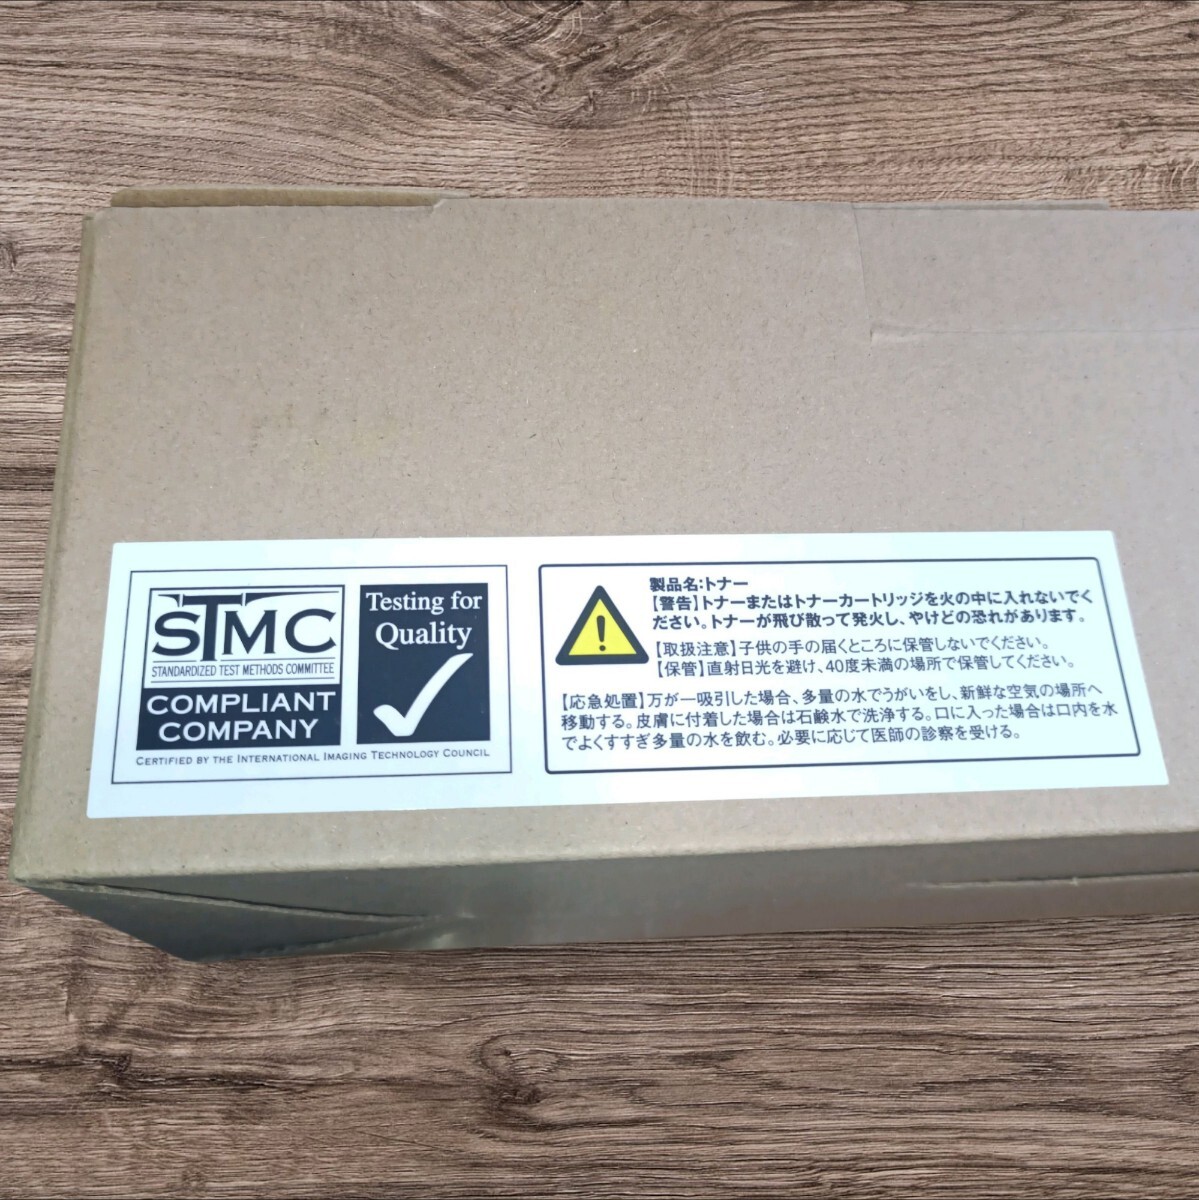 STMC
STANDARDIZED TEST METHODS COMMITTEE
COMPLIANT
COMPANY
Testing for
Quality
CERTIFIED BY THE INTERNATIONAL IMAGING TECHNOLOGY COUNCIL
製品名:トナー
【警告】トナーまたはトナーカートリッジを火の中に入れないでく
ださい。トナーが飛び散って発火し、やけどの恐れがあります。
【取扱注意】子供の手の届くところに保管しないでください。
【保管】直射日光を避け、40度未満の場所で保管してください。
【応急処置】万が一吸引した場合、多量の水でうがいをし、新鮮な空気の場所へ
移動する。皮膚に付着した場合は石鹸水で洗浄する。口に入った場合は口内を水
でよくすすぎ多量の水を飲む。必要に応じて医師の診察を受ける。